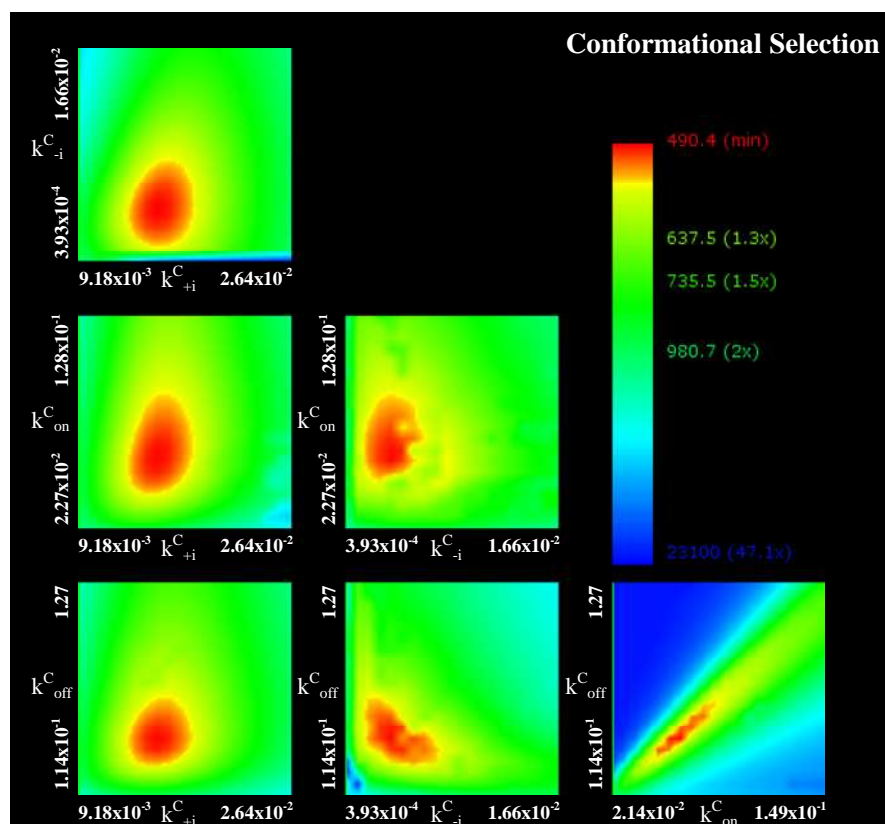 Conformational Selection
1.66x10⁻²
kᶜ₋ᵢ
3.93x10⁻⁴
9.18x10⁻³ kᶜ₊ᵢ 2.64x10⁻²
490.4 (min)
637.5 (1.3x)
735.5 (1.5x)
980.7 (2x)
23100 (47.1x)
1.28x10⁻¹
kᶜₒₙ
2.27x10⁻²
9.18x10⁻³ kᶜ₊ᵢ 2.64x10⁻²
1.28x10⁻¹
kᶜₒₙ
2.27x10⁻²
3.93x10⁻⁴ kᶜ₋ᵢ 1.66x10⁻²
1.27
kᶜoff
1.14x10⁻¹
9.18x10⁻³ kᶜ₊ᵢ 2.64x10⁻²
1.27
kᶜoff
1.14x10⁻¹
3.93x10⁻⁴ kᶜ₋ᵢ 1.66x10⁻²
1.27
kᶜoff
1.14x10⁻¹
2.14x10⁻² kᶜₒₙ 1.49x10⁻¹